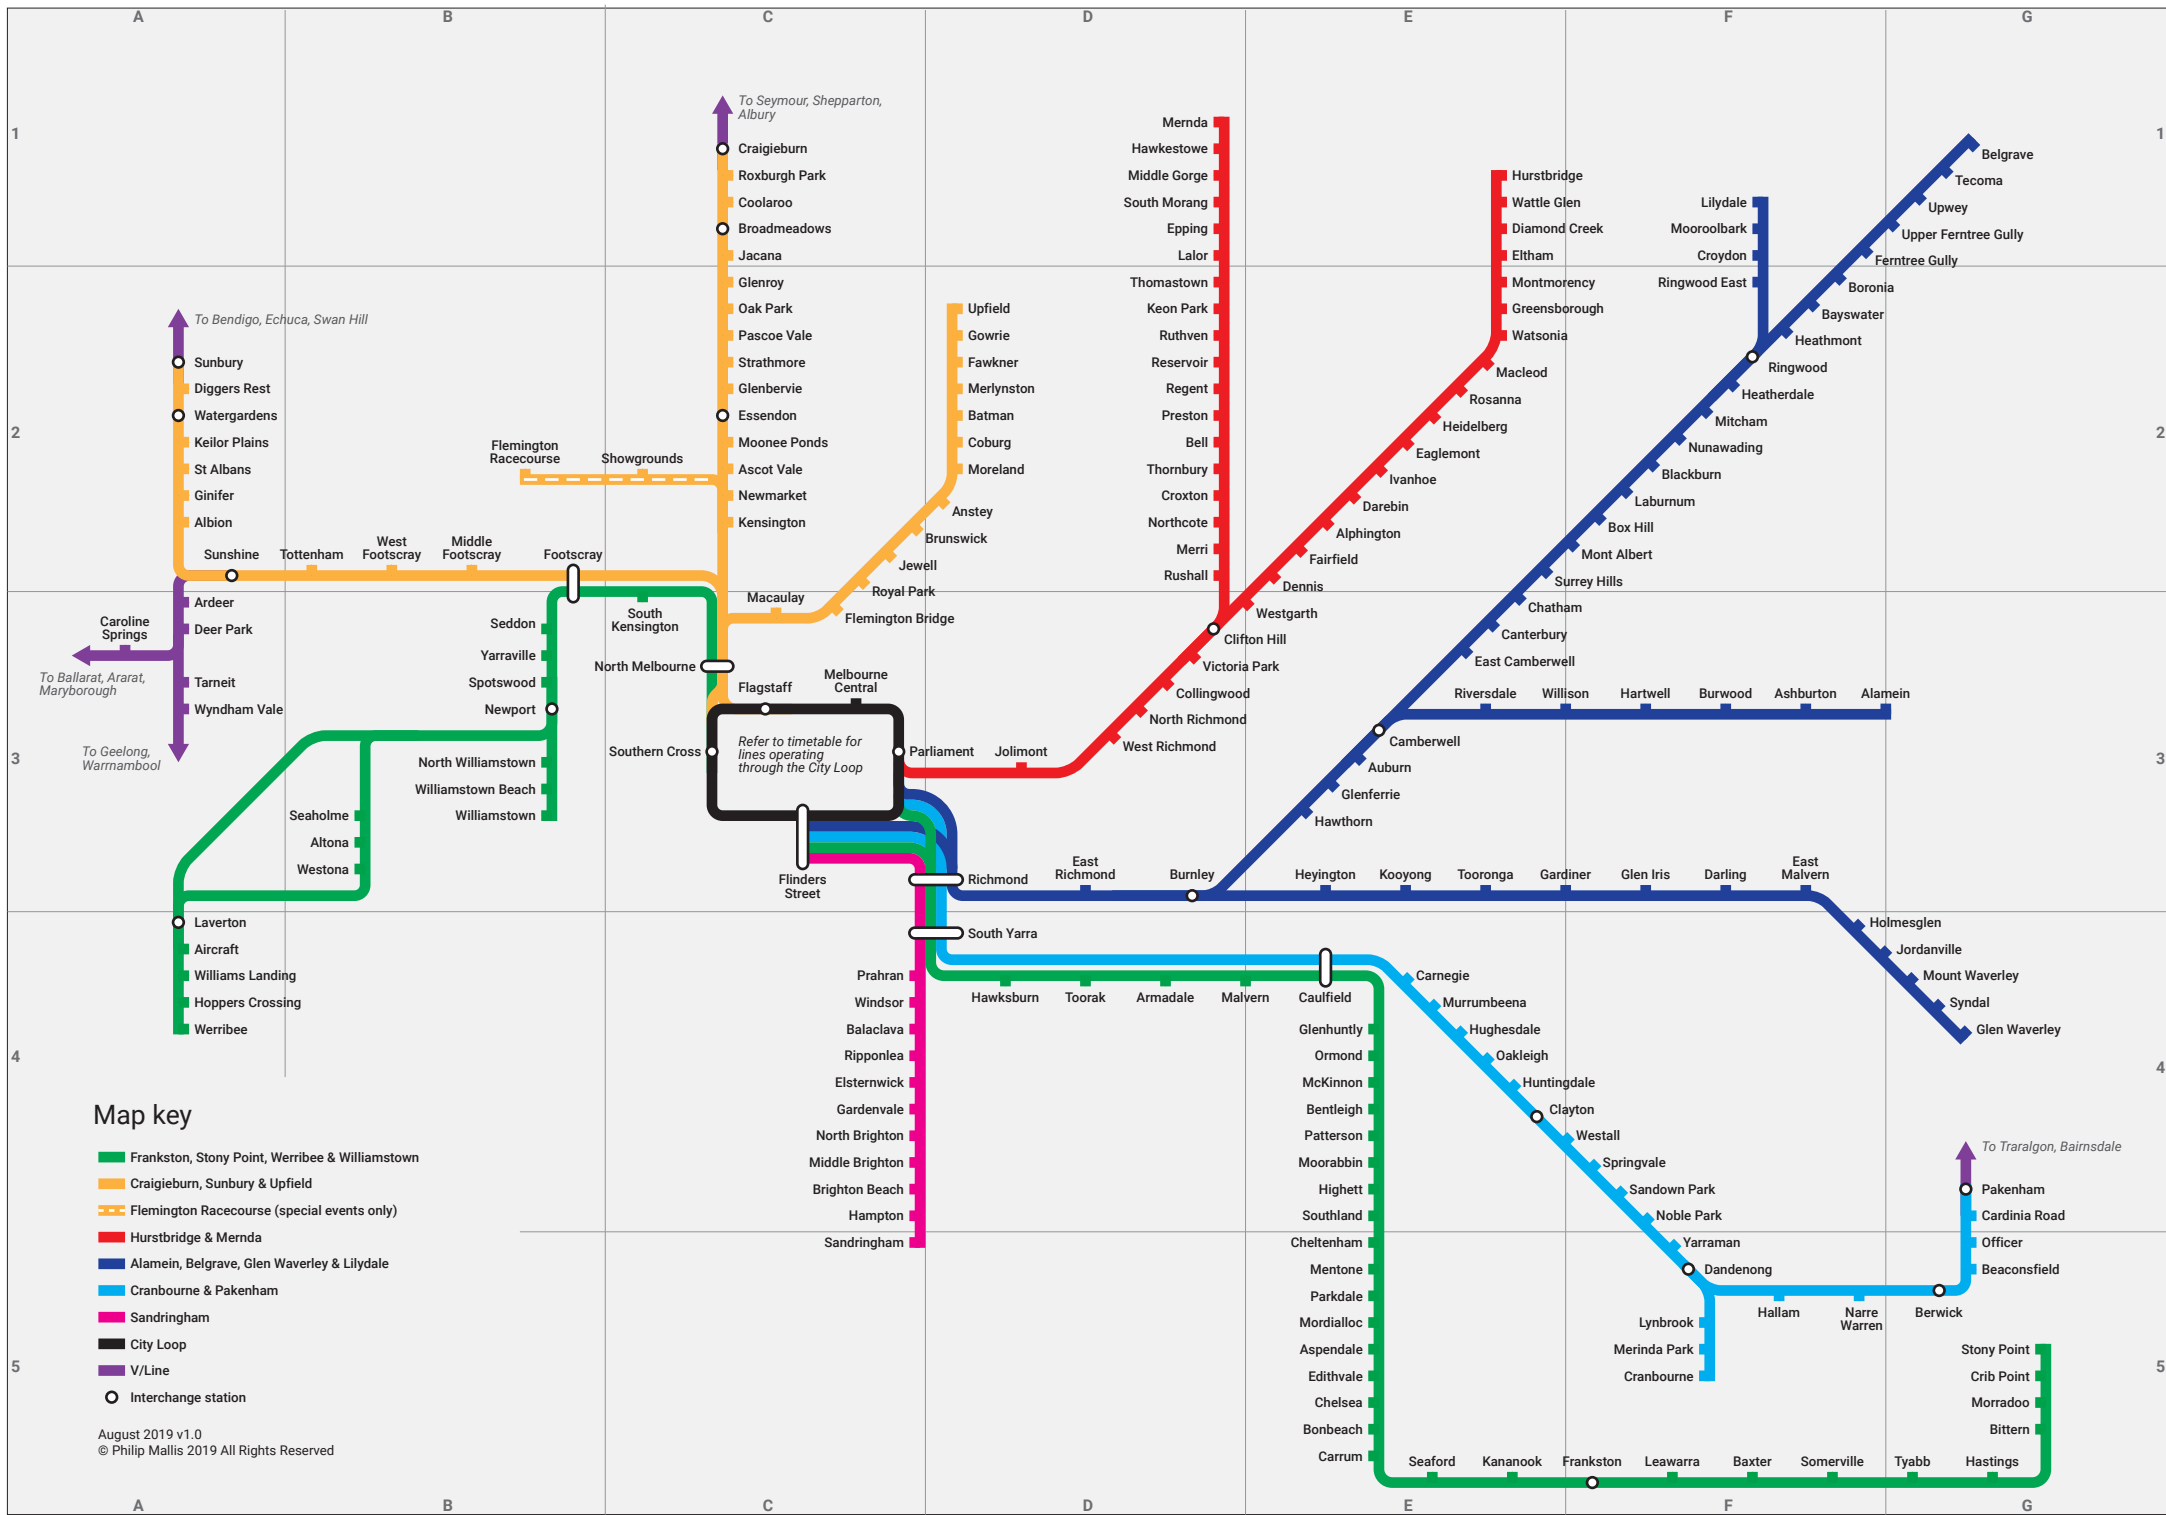 A B C D E F G
1
To Seymour, Shepparton,
Albury
Craigieburn
Roxburgh Park
Coolaroo
Broadmeadows
Jacana
Glenroy
Oak Park
Pascoe Vale
Strathmore
Glenbervie
Essendon
Moonee Ponds
Ascot Vale
Newmarket
Kensington
Mernda
Hawkestowe
Middle Gorge
South Morang
Epping
Lalor
Thomastown
Keon Park
Ruthven
Reservoir
Regent
Preston
Bell
Thornbury
Croxton
Northcote
Merri
Rushall
Hurstbridge
Wattle Glen
Diamond Creek
Eltham
Montmorency
Greensborough
Watsonia
Macleod
Rosanna
Heidelberg
Eaglemont
Ivanhoe
Darebin
Alphington
Fairfield
Dennis
Westgarth
Clifton Hill
Victoria Park
Collingwood
North Richmond
West Richmond
Jolimont
Parliament
Lilydale
Mooroolbark
Croydon
Ringwood East
1
Belgrave
Tecoma
Upwey
Upper Ferntree Gully
Ferntree Gully
Boronia
Bayswater
Heathmont
Ringwood
Heatherdale
Mitcham
Nunawading
Blackburn
Laburnum
Box Hill
Mont Albert
Surrey Hills
Chatham
Canterbury
East Camberwell
Camberwell
Auburn
Glenferrie
Hawthorn
Riversdale
Willison
Hartwell
Burwood
Ashburton
Alamein
2
To Bendigo, Echuca, Swan Hill
Sunbury
Diggers Rest
Watergardens
Keilor Plains
St Albans
Ginifer
Albion
Sunshine
Tottenham
West
Footscray
Middle
Footscray
Footscray
Flemington
Racecourse
Showgrounds
Upfield
Gowrie
Fawkner
Merlynston
Batman
Coburg
Moreland
Anstey
Brunswick
Jewell
Royal Park
Flemington Bridge
Macaulay
2
Ardeer
Deer Park
Caroline
Springs
To Ballarat, Ararat,
Maryborough
Tarneit
Wyndham Vale
To Geelong,
Warrnambool
South
Kensington
Seddon
Yarraville
Spotswood
Newport
North Williamstown
Williamstown Beach
Williamstown
North Melbourne
Flagstaff
Melbourne
Central
Southern Cross
Refer to timetable for
lines operating
through the City Loop
Flinders
Street
3
3
Seaholme
Altona
Westona
Laverton
Aircraft
Williams Landing
Hoppers Crossing
Werribee
Richmond
East
Richmond
Burnley
Heyington
Kooyong
Tooronga
Gardiner
Glen Iris
Darling
East
Malvern
Holmesglen
Jordanville
Mount Waverley
Syndal
Glen Waverley
South Yarra
Prahran
Windsor
Balaclava
Ripponlea
Elsternwick
Gardenvale
North Brighton
Middle Brighton
Brighton Beach
Hampton
Sandringham
Hawksburn
Toorak
Armadale
Malvern
Caulfield
Carnegie
Murrumbeena
Hughesdale
Oakleigh
Huntingdale
Clayton
Westall
Springvale
Sandown Park
Noble Park
Yarraman
Dandenong
Lynbrook
Merinda Park
Cranbourne
Hallam
Narre
Warren
Berwick
Beaconsfield
Officer
Cardinia Road
Pakenham
To Traralgon, Bairnsdale
4
4
Glenhuntly
Ormond
McKinnon
Bentleigh
Patterson
Moorabbin
Highett
Southland
Cheltenham
Mentone
Parkdale
Mordialloc
Aspendale
Edithvale
Chelsea
Bonbeach
Carrum
Seaford
Kananook
Frankston
Leawarra
Baxter
Somerville
Tyabb
Hastings
Bittern
Morradoo
Crib Point
Stony Point
5
5
Map key
Frankston, Stony Point, Werribee & Williamstown
Craigieburn, Sunbury & Upfield
Flemington Racecourse (special events only)
Hurstbridge & Mernda
Alamein, Belgrave, Glen Waverley & Lilydale
Cranbourne & Pakenham
Sandringham
City Loop
V/Line
Interchange station
August 2019 v1.0
© Philip Mallis 2019 All Rights Reserved
A B C D E F G